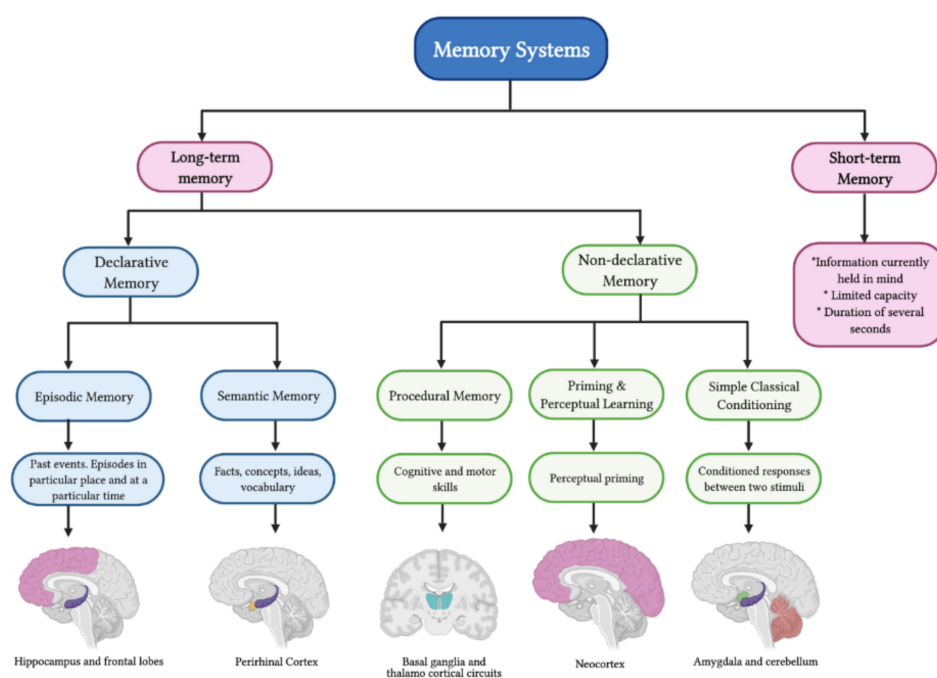 Memory Systems
Long-term
memory
Short-term
Memory
Declarative
Memory
Non-declarative
Memory
*Information currently
held in mind
* Limited capacity
* Duration of several
seconds
Episodic Memory
Semantic Memory
Procedural Memory
Priming &
Perceptual Learning
Simple Classical
Conditioning
Past events. Episodes in
particular place and at a
particular time
Facts, concepts, ideas,
vocabulary
Cognitive and motor
skills
Perceptual priming
Conditioned responses
between two stimuli
Hippocampus and frontal lobes
Perirhinal Cortex
Basal ganglia and
thalamo cortical circuits
Neocortex
Amygdala and cerebellum